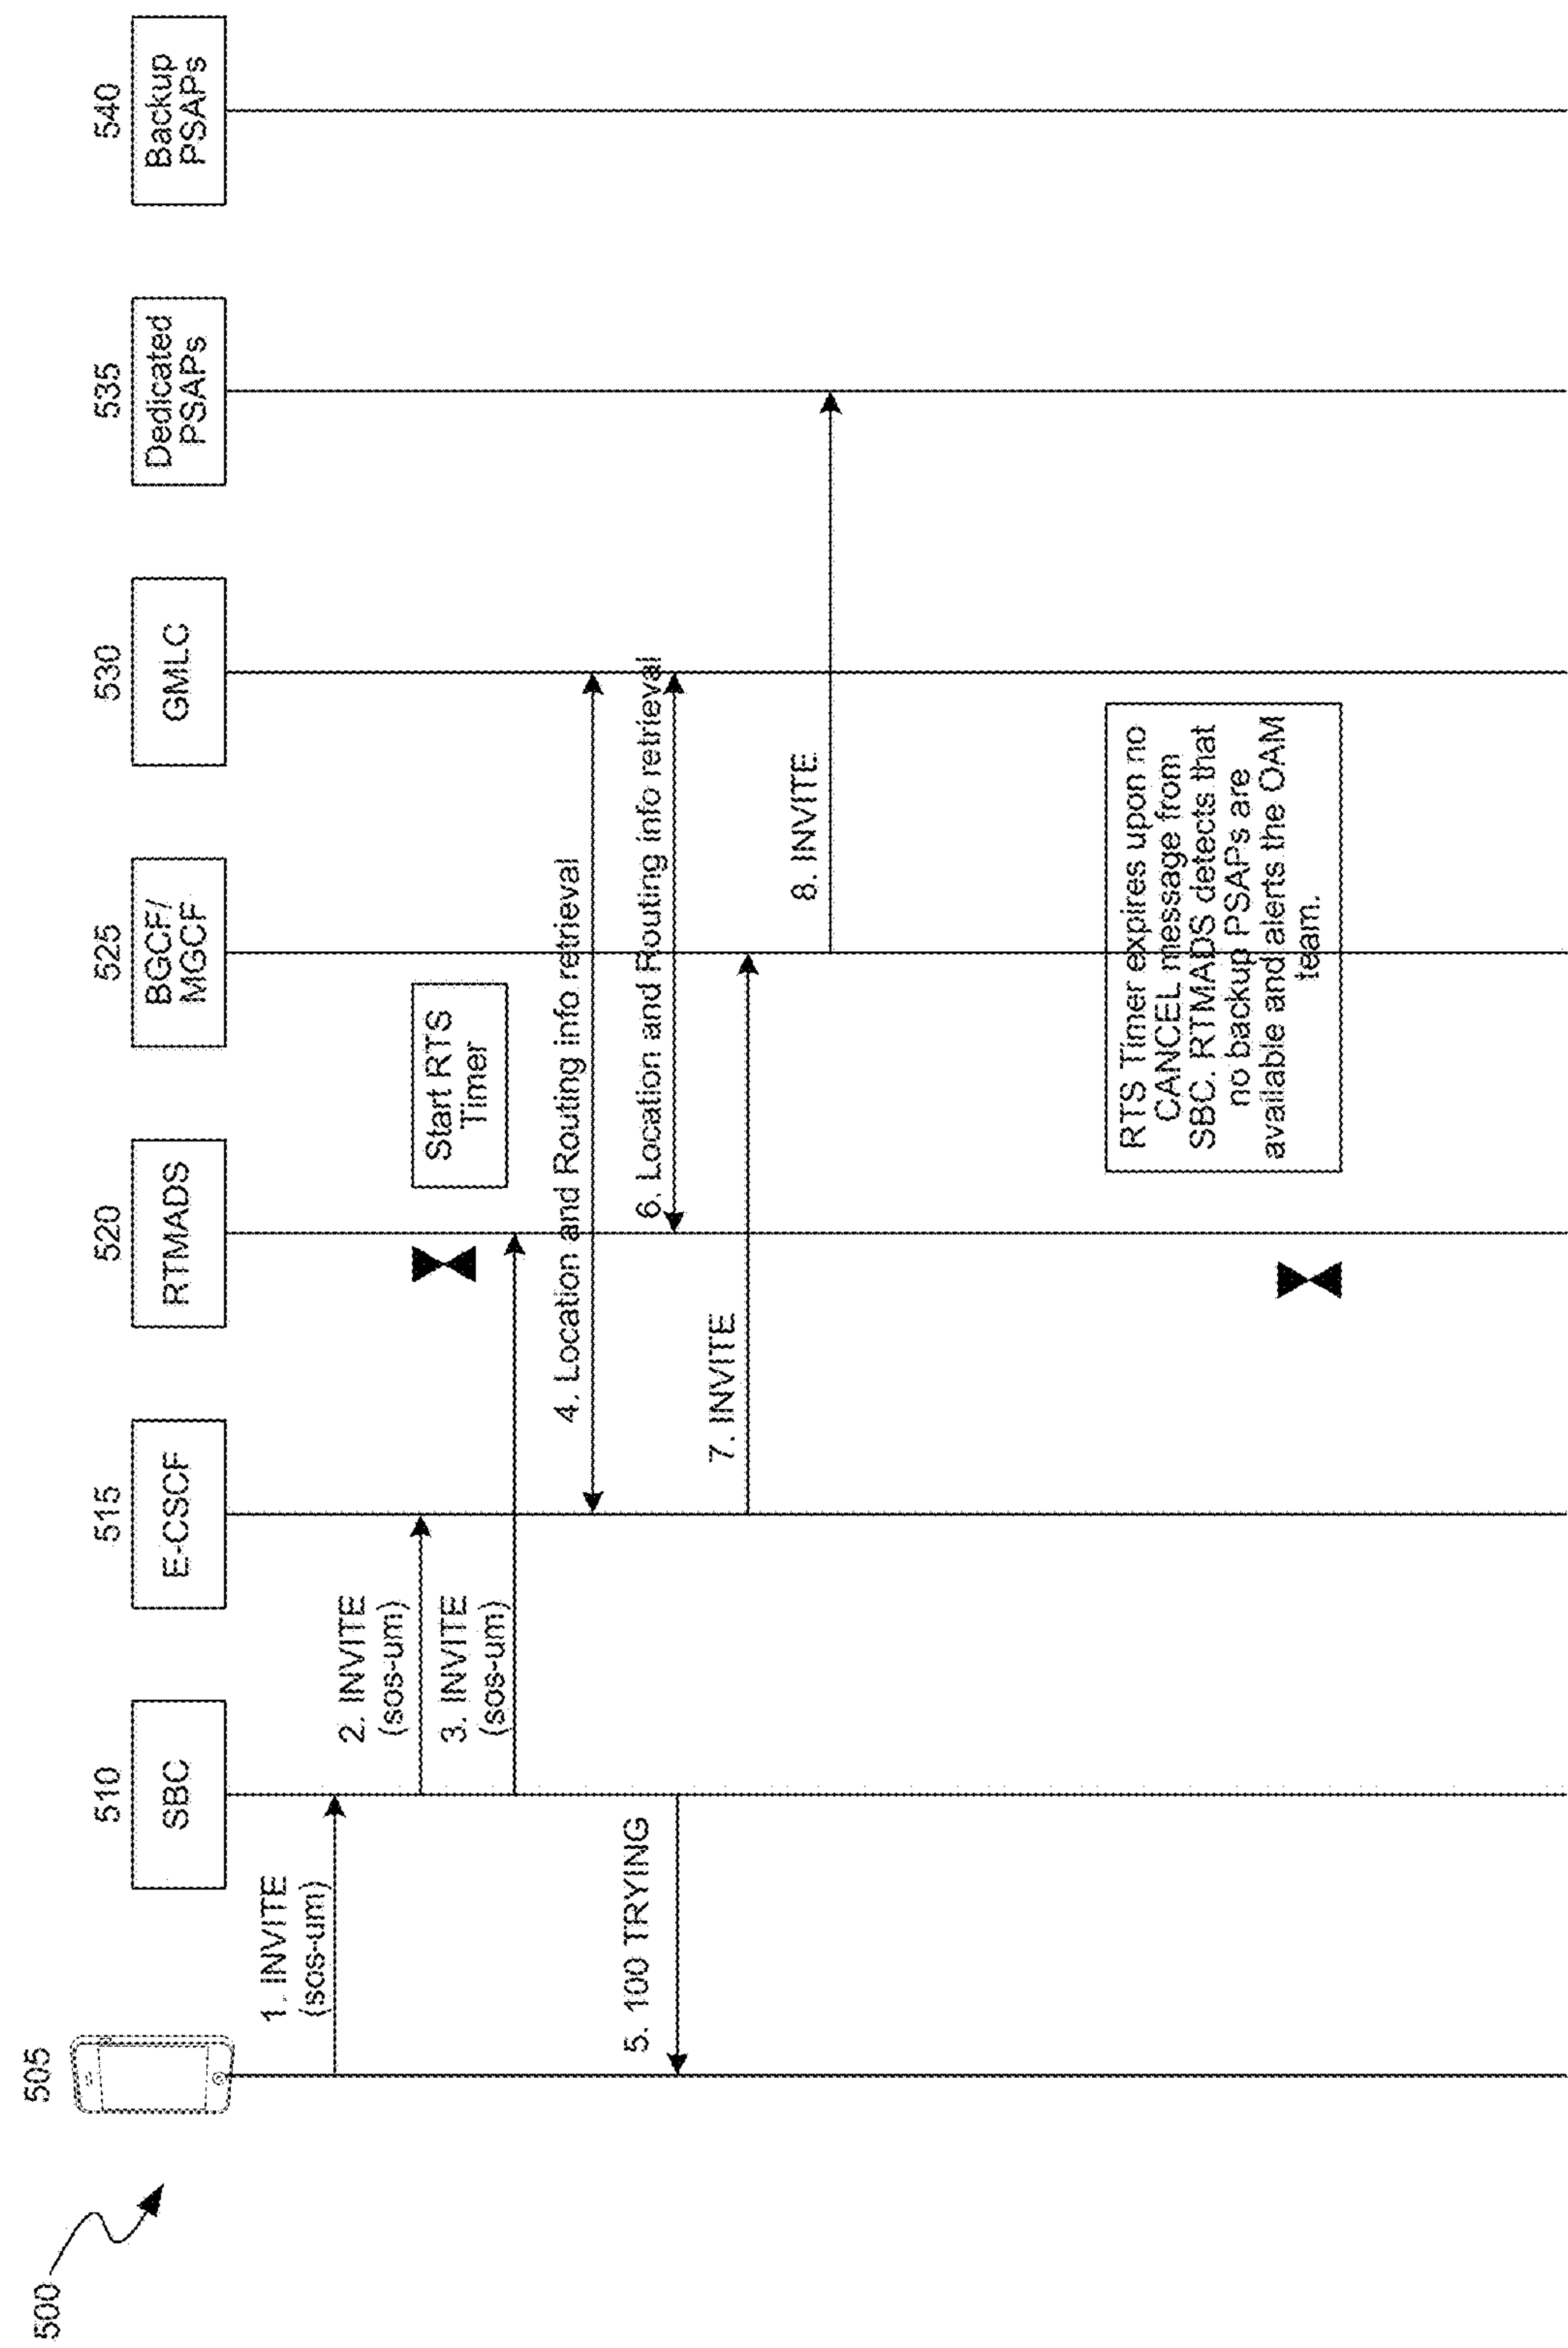 500
505
510
SBC
515
E-CSCF
520
RTMADS
525
BGCF/
MGCF
530
GMLC
535
Dedicated
PSAPs
540
Backup
PSAPs
1. INVITE
(sos-um)
2. INVITE
(sos-um)
Start RTS
Timer
3. INVITE
(sos-um)
4. Location and Routing info retrieval
5. 100 TRYING
6. Location and Routing info retrieval
7. INVITE
8. INVITE
RTS Timer expires upon no
CANCEL message from
SBC. RTMADS detects that
no backup PSAPs are
available and alerts the OAM
team.